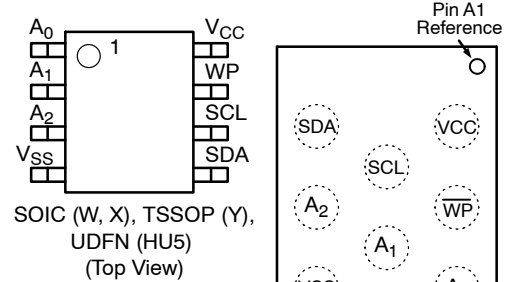 A0 VCC
1
A1 WP
A2 SCL
VSS SDA
SOIC (W, X), TSSOP (Y),
UDFN (HU5)
(Top View)
Pin A1
Reference
SDA VCC
SCL
A2 WP
A1